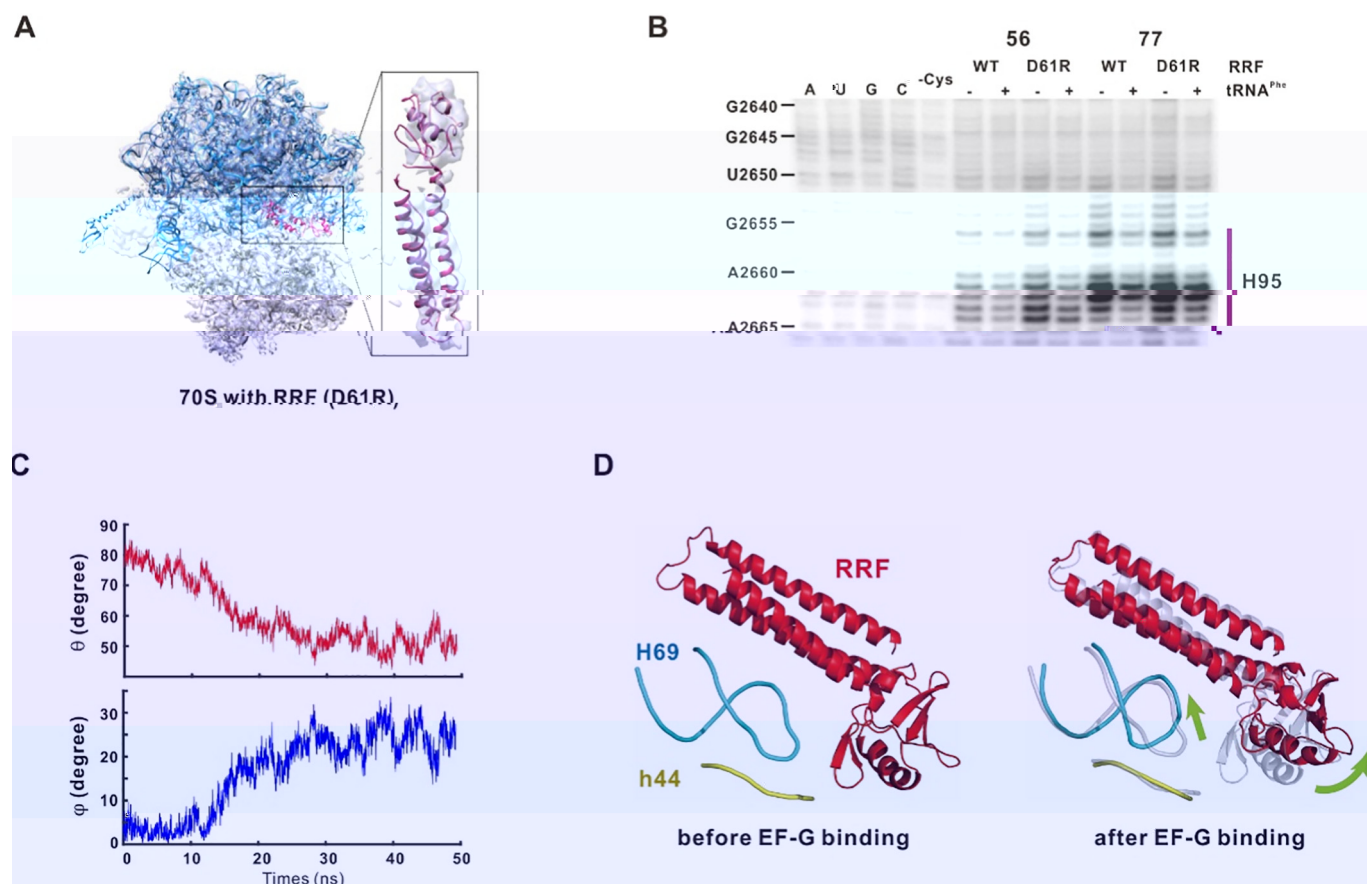 A
70S with RRF (D61R),
B
56 77
WT D61R WT D61R RRF
A U G C -Cys - + - + - + - + tRNAPhe
G2640
G2645
U2650
G2655
A2660
H95
A2665
C
90
80
70
60
50
θ (degree)
30
20
10
0
φ (degree)
0 10 20 30 40 50
Times (ns)
D
RRF
H69
h44
before EF-G binding
after EF-G binding